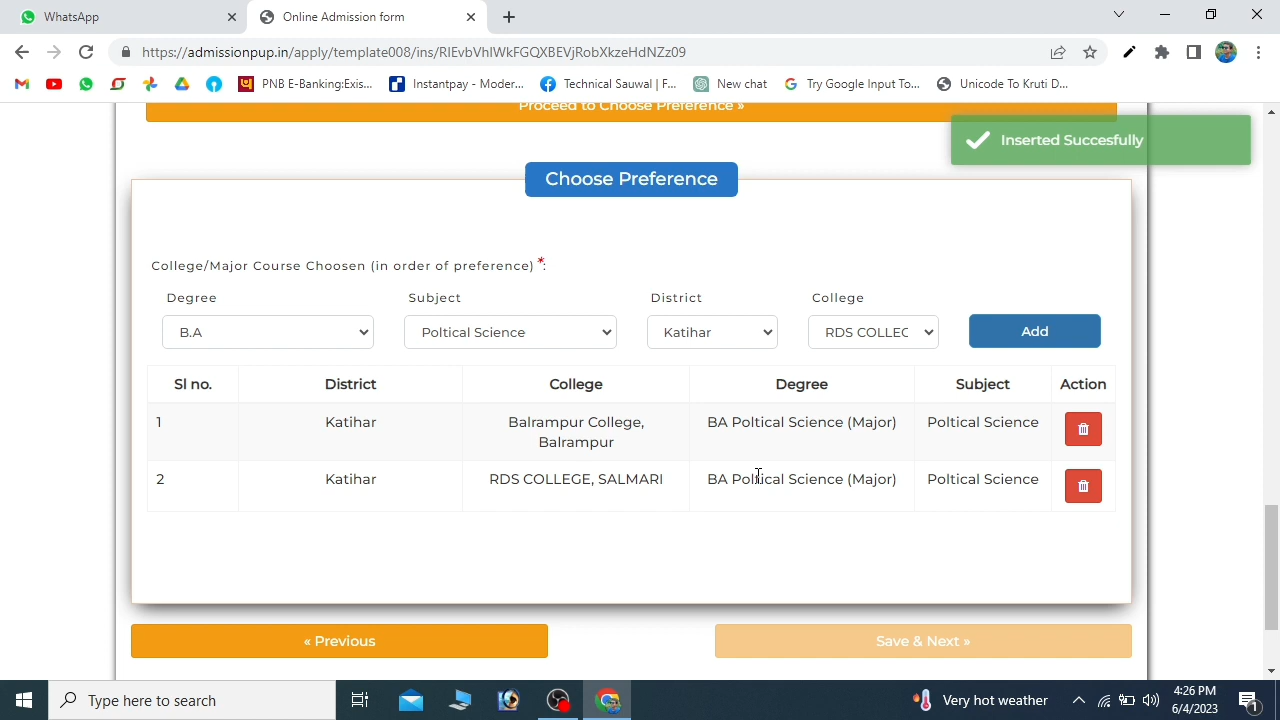 WhatsApp
Online Admission form
https://admissionpup.in/apply/template008/ins/RIEvbVhIWkFGQXBEVjRobXkzeHdNZz09
PNB E-Banking:Exis...
Instantpay - Moder...
Technical Sauwal | F...
New chat
Try Google Input To...
Unicode To Kruti D...
Proceed to Choose Preference »
Inserted Succesfully
Choose Preference
College/Major Course Choosen (in order of preference)*:
Degree Subject District College
B.A Poltical Science Katihar RDS COLLEC Add
Sl no. District College Degree Subject Action
1 Katihar Balrampur College, BA Poltical Science (Major) Poltical Science
Balrampur
2 Katihar RDS COLLEGE, SALMARI BA Poltical Science (Major) Poltical Science
« Previous Save & Next »
Type here to search
Very hot weather
4:26 PM
6/4/2023
1